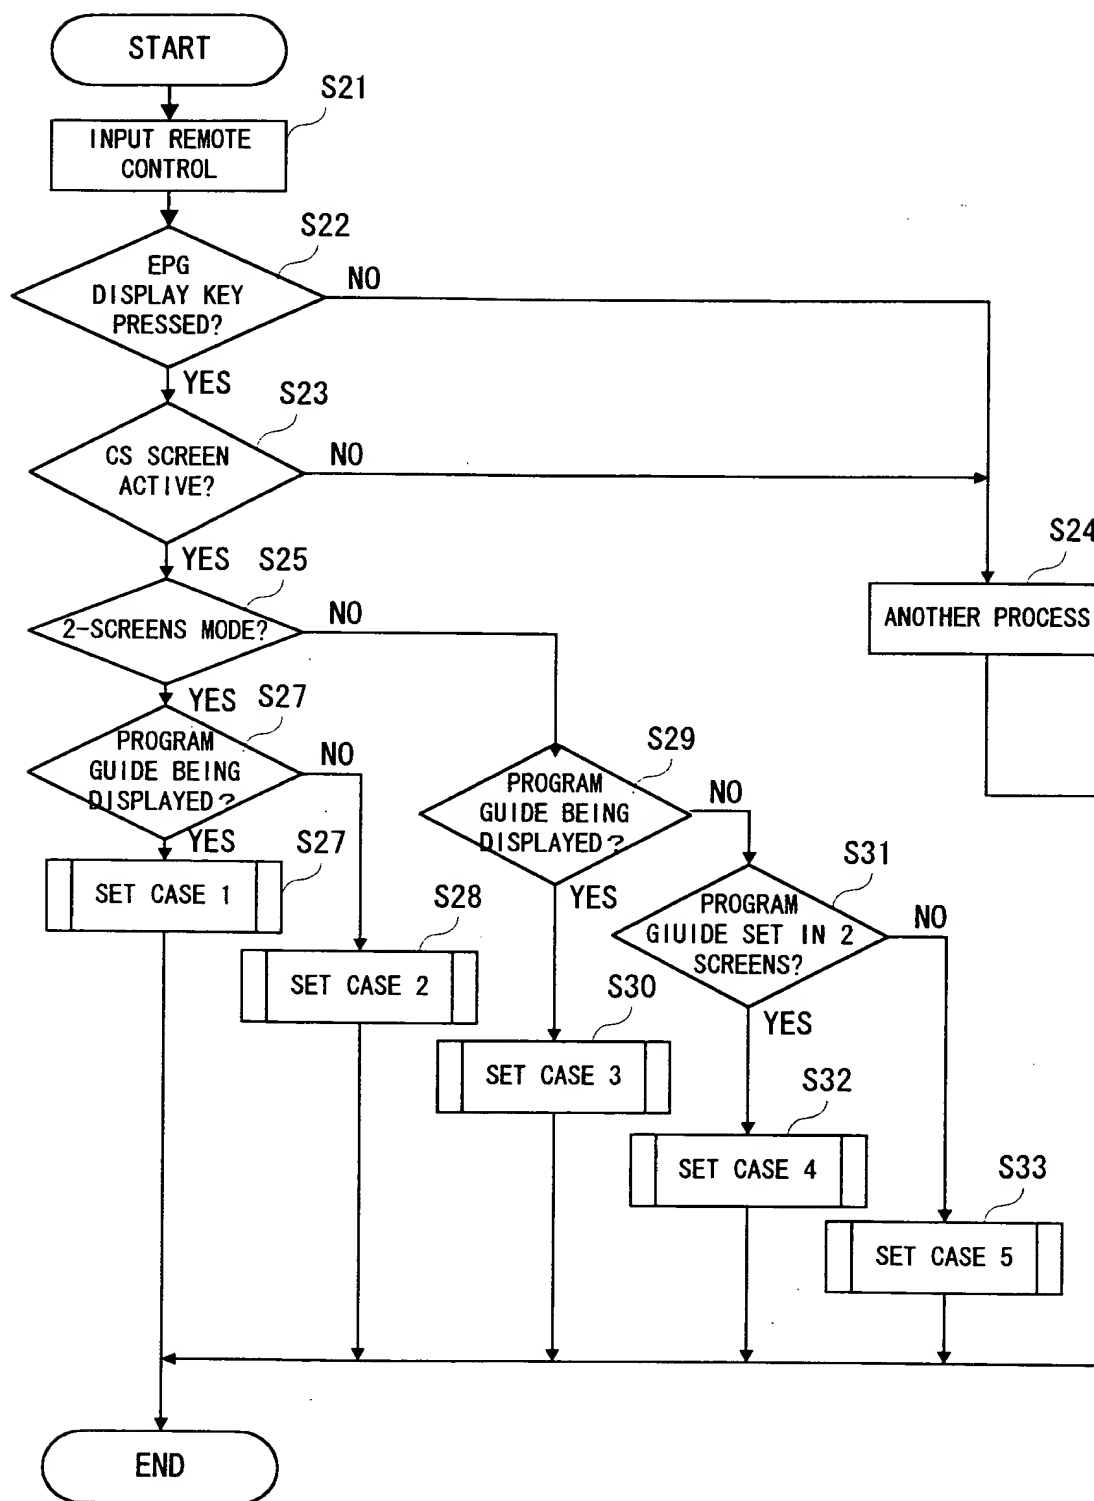 START
S21
INPUT REMOTE
CONTROL
S22
EPG
DISPLAY KEY
PRESSED?
NO
YES
S23
CS SCREEN
ACTIVE?
NO
YES
S24
ANOTHER PROCESS
S25
2-SCREENS MODE?
NO
YES
S27
PROGRAM
GUIDE BEING
DISPLAYED?
NO
YES
S27
SET CASE 1
S28
SET CASE 2
S29
PROGRAM
GUIDE BEING
DISPLAYED?
NO
YES
S30
SET CASE 3
S31
PROGRAM
GIUIDE SET IN 2
SCREENS?
NO
YES
S32
SET CASE 4
S33
SET CASE 5
END